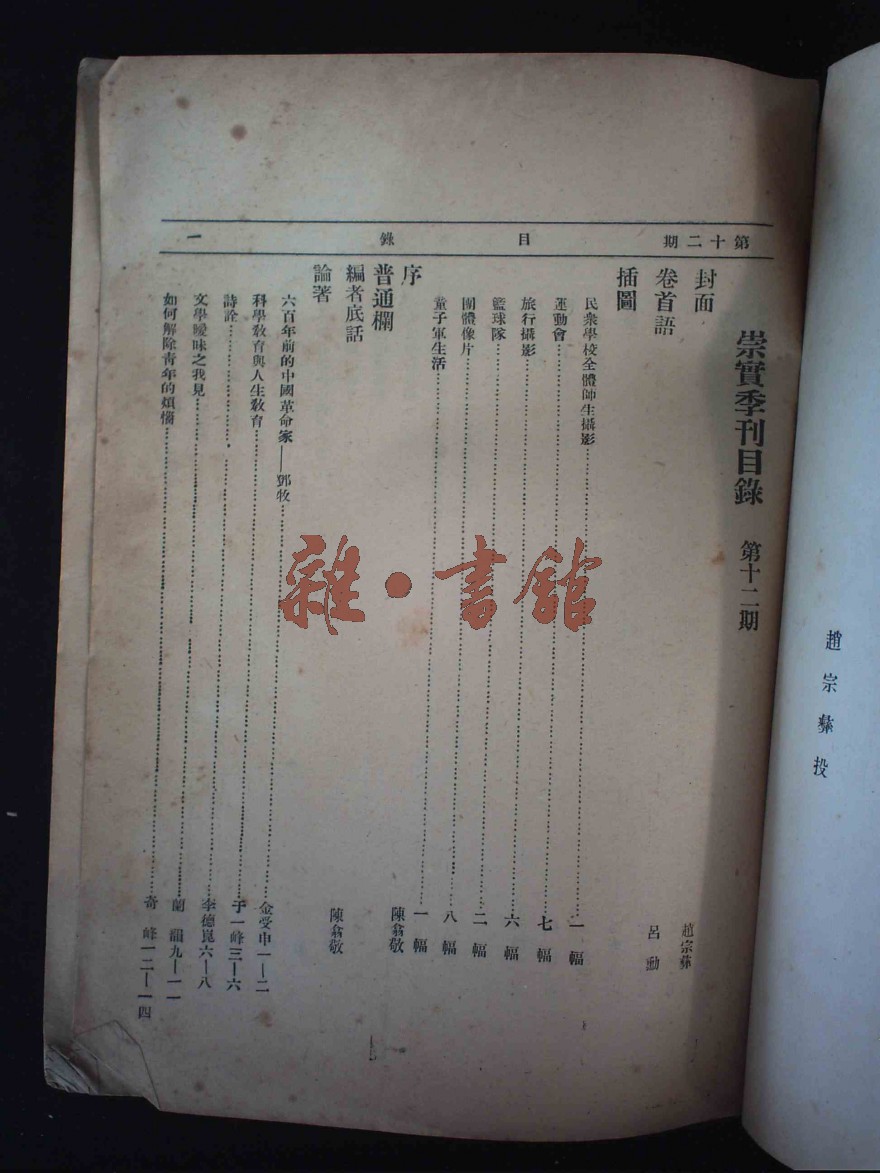 趙宗彝投
第十二期 目 錄 一
崇實季刊目錄 第十二期
封面 趙宗彝
卷首語 呂勳
插圖
民衆學校全體師生攝影 一幅
運動會 七幅
旅行攝影 六幅
籃球隊 二幅
團體像片 八幅
童子軍生活 一幅
序 陳翕敬
普通欄
編者底話 陳翕敬
論著
六百年前的中國革命家——鄧牧 金受申 一—二
科學教育與人生教育 于一峰 三—六
詩詮 李德崑 六—八
文學曖昧之我見 蘭韻 九—一一
如何解除靑年的煩惱 奇峰 一二—一四
雜·書館